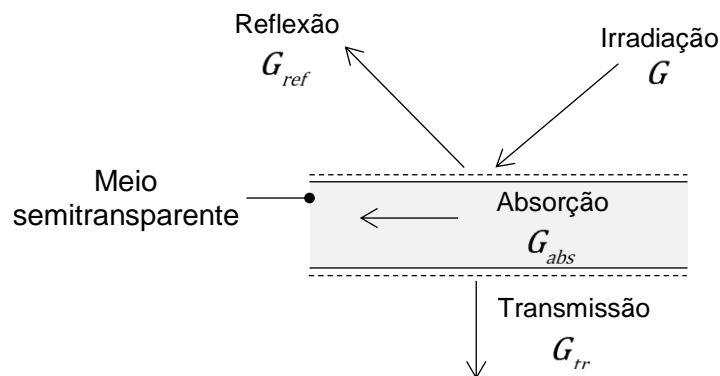 Reflexão
G_ref
Irradiação
G
Meio
semitransparente
Absorção
G_abs
Transmissão
G_tr